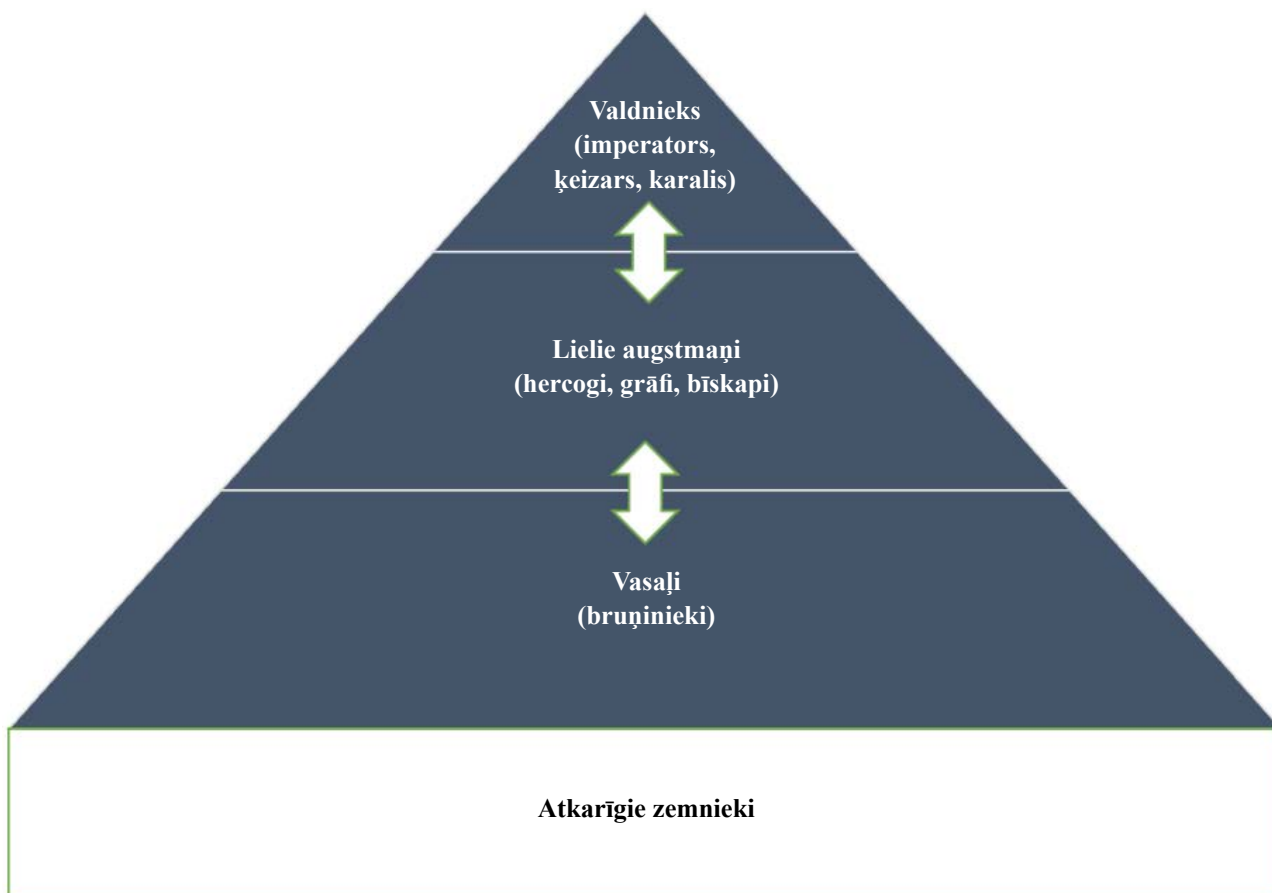 Valdnieks
(imperators,
ķeizars, karalis)
Lielie augstmaņi
(hercogi, grāfi, bīskapi)
Vasaļi
(bruņinieki)
Atkarīgie zemnieki